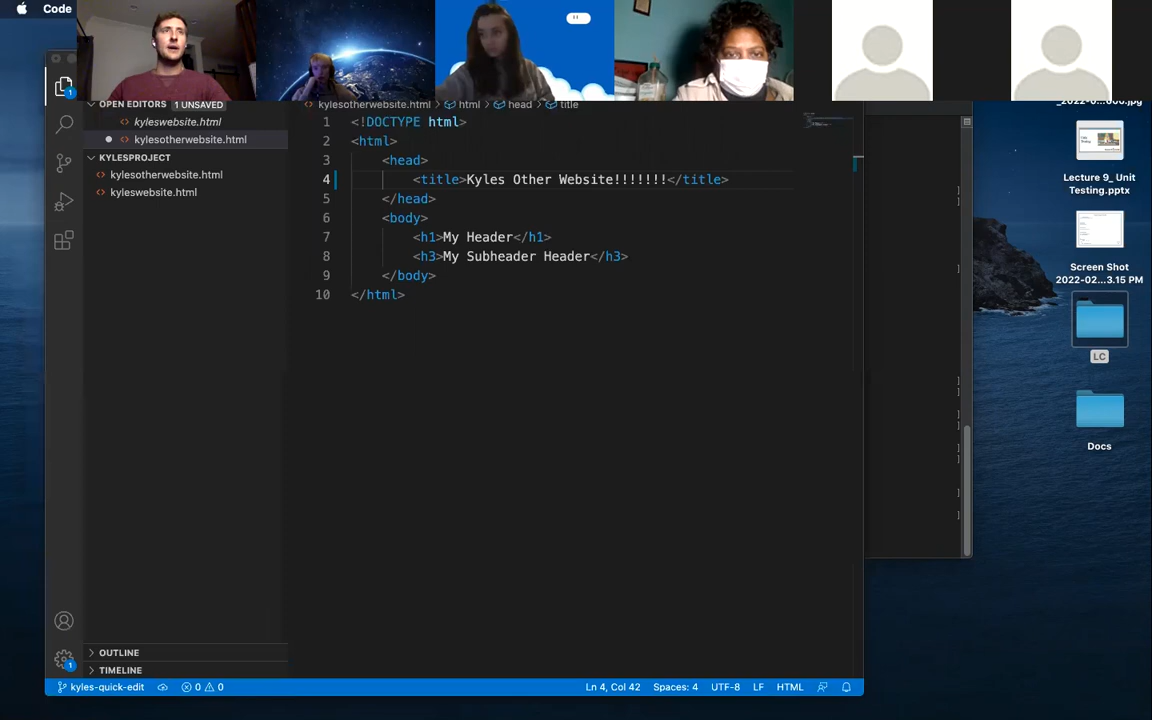 Code
OPEN EDITORS 1 UNSAVED
kyleswebsite.html
kylesotherwebsite.html
KYLESPROJECT
kylesotherwebsite.html
kyleswebsite.html
OUTLINE
TIMELINE
1
1
kylesotherwebsite.html > html > head > title
1 <!DOCTYPE html>
2 <html>
3 <head>
4 <title>Kyles Other Website!!!!!!!</title>
5 </head>
6 <body>
7 <h1>My Header</h1>
8 <h3>My Subheader Header</h3>
9 </body>
10 </html>
kyles-quick-edit 0 0 Ln 4, Col 42 Spaces: 4 UTF-8 LF HTML
Lecture 9_ Unit
Testing.pptx
Screen Shot
2022-02...3.15 PM
LC
Docs